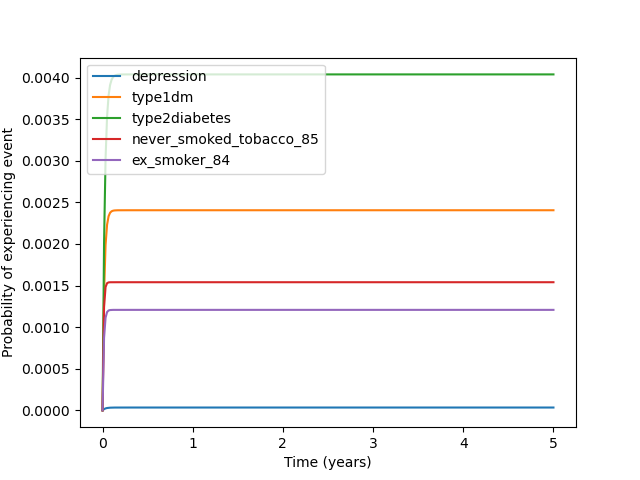 depression
type1dm
type2diabetes
never_smoked_tobacco_85
ex_smoker_84
0.0040
0.0035
0.0030
0.0025
0.0020
0.0015
0.0010
0.0005
0.0000
Probability of experiencing event
0 1 2 3 4 5
Time (years)